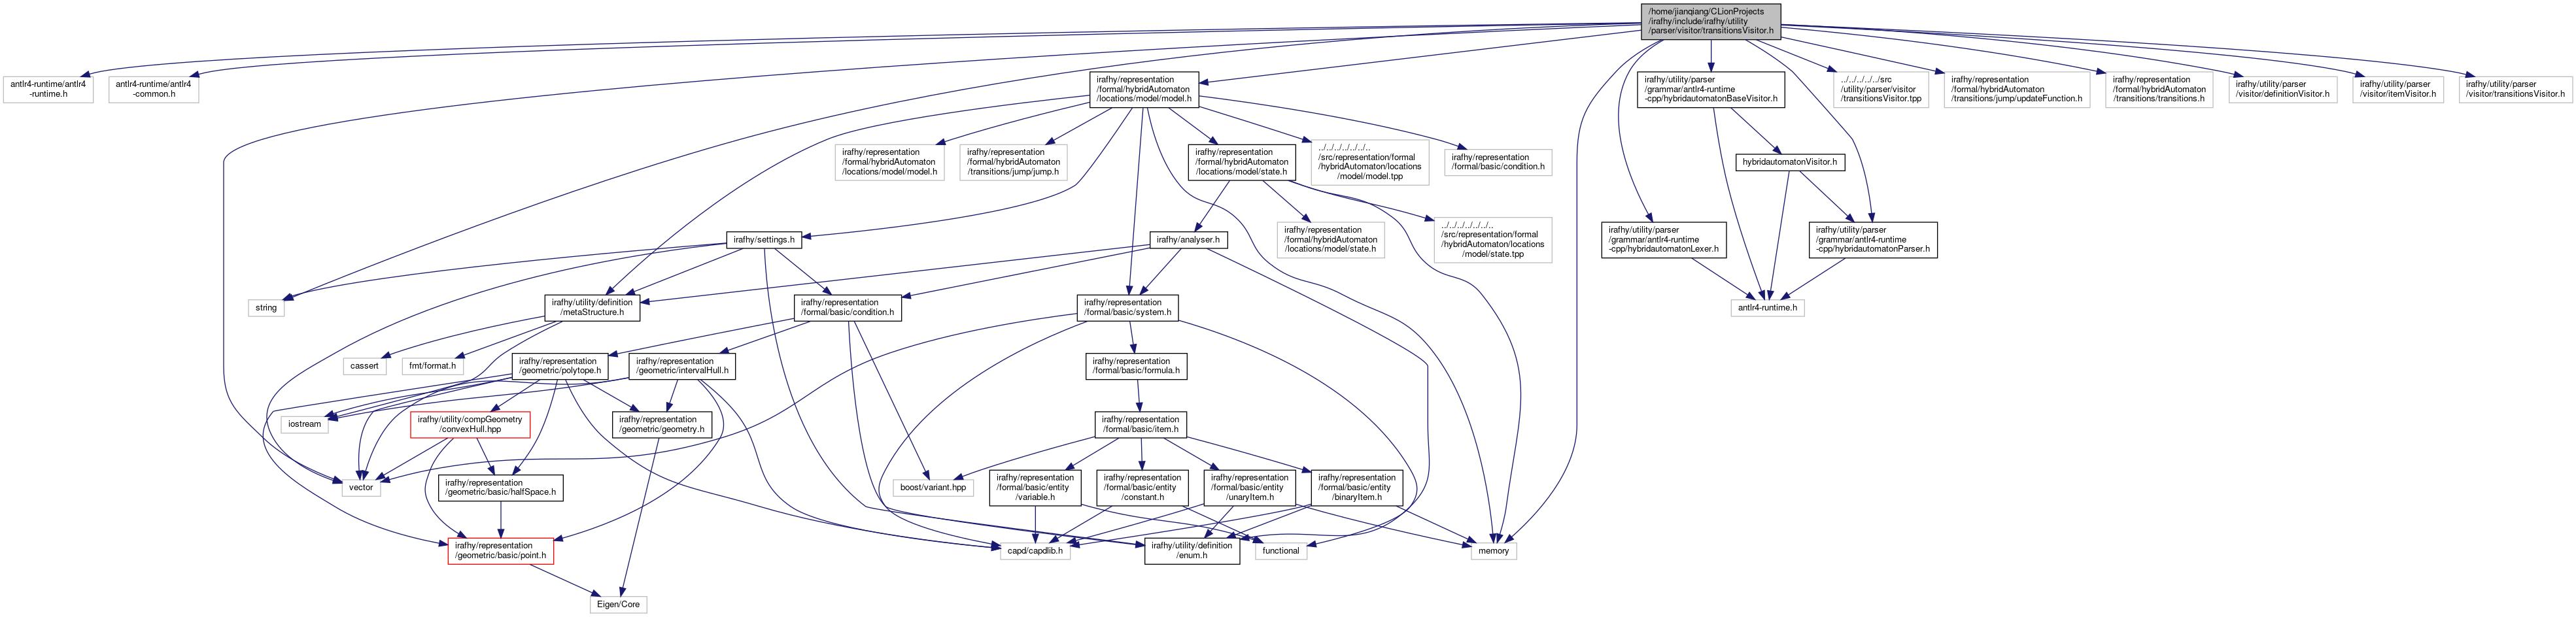 /home/jianqiang/CLionProjects
/irafhy/include/irafhy/utility
/parser/visitor/transitionsVisitor.h
antlr4-runtime/antlr4
-runtime.h
antlr4-runtime/antlr4
-common.h
irafhy/representation
/formal/hybridAutomaton
/locations/model/model.h
irafhy/utility/parser
/grammar/antlr4-runtime
-cpp/hybridautomatonBaseVisitor.h
../../../../../src
/utility/parser/visitor
/transitionsVisitor.tpp
irafhy/representation
/formal/hybridAutomaton
/transitions/jump/updateFunction.h
irafhy/representation
/formal/hybridAutomaton
/transitions/transitions.h
irafhy/utility/parser
/visitor/definitionVisitor.h
irafhy/utility/parser
/visitor/itemVisitor.h
irafhy/utility/parser
/visitor/transitionsVisitor.h
irafhy/representation
/formal/hybridAutomaton
/locations/model/model.h
irafhy/representation
/formal/hybridAutomaton
/transitions/jump/jump.h
irafhy/representation
/formal/hybridAutomaton
/locations/model/state.h
../../../../../../..
/src/representation/formal
/hybridAutomaton/locations
/model/model.tpp
irafhy/representation
/formal/basic/condition.h
hybridautomatonVisitor.h
irafhy/settings.h
irafhy/analyser.h
irafhy/representation
/formal/hybridAutomaton
/locations/model/state.h
../../../../../../..
/src/representation/formal
/hybridAutomaton/locations
/model/state.tpp
irafhy/utility/parser
/grammar/antlr4-runtime
-cpp/hybridautomatonLexer.h
irafhy/utility/parser
/grammar/antlr4-runtime
-cpp/hybridautomatonParser.h
string
irafhy/utility/definition
/metaStructure.h
irafhy/representation
/formal/basic/condition.h
irafhy/representation
/formal/basic/system.h
antlr4-runtime.h
cassert
fmt/format.h
irafhy/representation
/geometric/polytope.h
irafhy/representation
/geometric/intervalHull.h
irafhy/representation
/formal/basic/formula.h
iostream
irafhy/utility/compGeometry
/convexHull.hpp
irafhy/representation
/geometric/geometry.h
irafhy/representation
/formal/basic/item.h
vector
irafhy/representation
/geometric/basic/halfSpace.h
boost/variant.hpp
irafhy/representation
/formal/basic/entity
/variable.h
irafhy/representation
/formal/basic/entity
/constant.h
irafhy/representation
/formal/basic/entity
/unaryItem.h
irafhy/representation
/formal/basic/entity
/binaryItem.h
irafhy/representation
/geometric/basic/point.h
capd/capdlib.h
irafhy/utility/definition
/enum.h
functional
memory
Eigen/Core